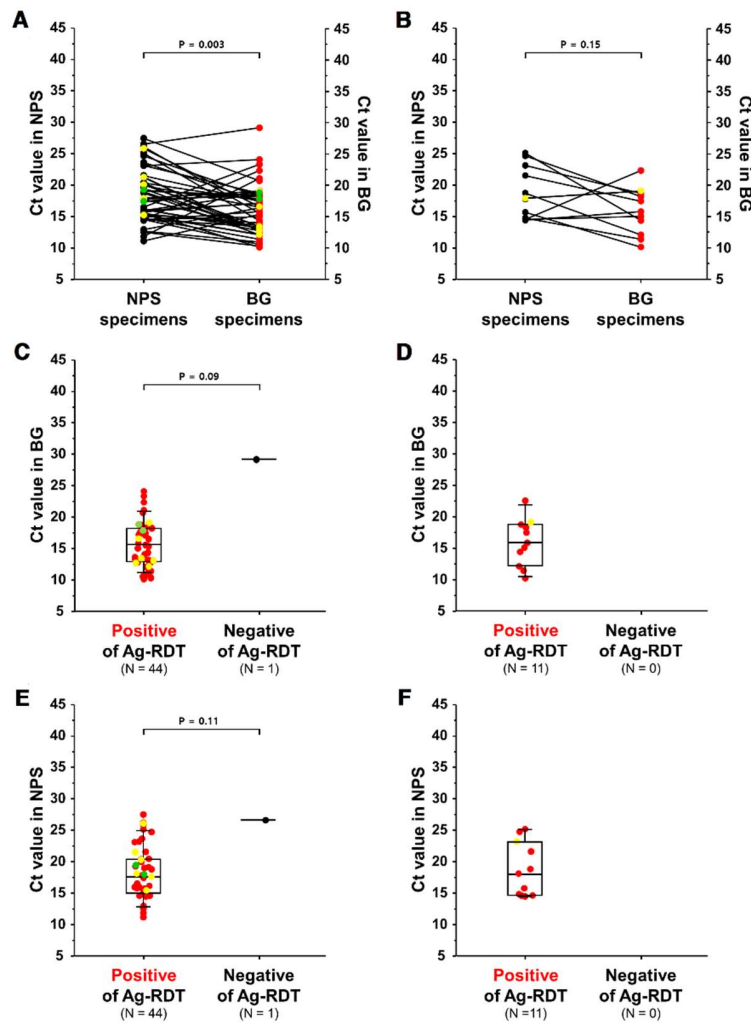 A
P = 0.003
Ct value in NPS
45
40
35
30
25
20
15
10
5
Ct value in BG
45
40
35
30
25
20
15
10
5
NPS specimens
BG specimens
B
P = 0.15
Ct value in NPS
45
40
35
30
25
20
15
10
5
Ct value in BG
45
40
35
30
25
20
15
10
5
NPS specimens
BG specimens
C
P = 0.09
Ct value in BG
45
40
35
30
25
20
15
10
5
Positive
of Ag-RDT
(N = 44)
Negative
of Ag-RDT
(N = 1)
D
Ct value in BG
45
40
35
30
25
20
15
10
5
Positive
of Ag-RDT
(N = 11)
Negative
of Ag-RDT
(N = 0)
E
P = 0.11
Ct value in NPS
45
40
35
30
25
20
15
10
5
Positive
of Ag-RDT
(N = 44)
Negative
of Ag-RDT
(N = 1)
F
Ct value in NPS
45
40
35
30
25
20
15
10
5
Positive
of Ag-RDT
(N =11)
Negative
of Ag-RDT
(N = 0)